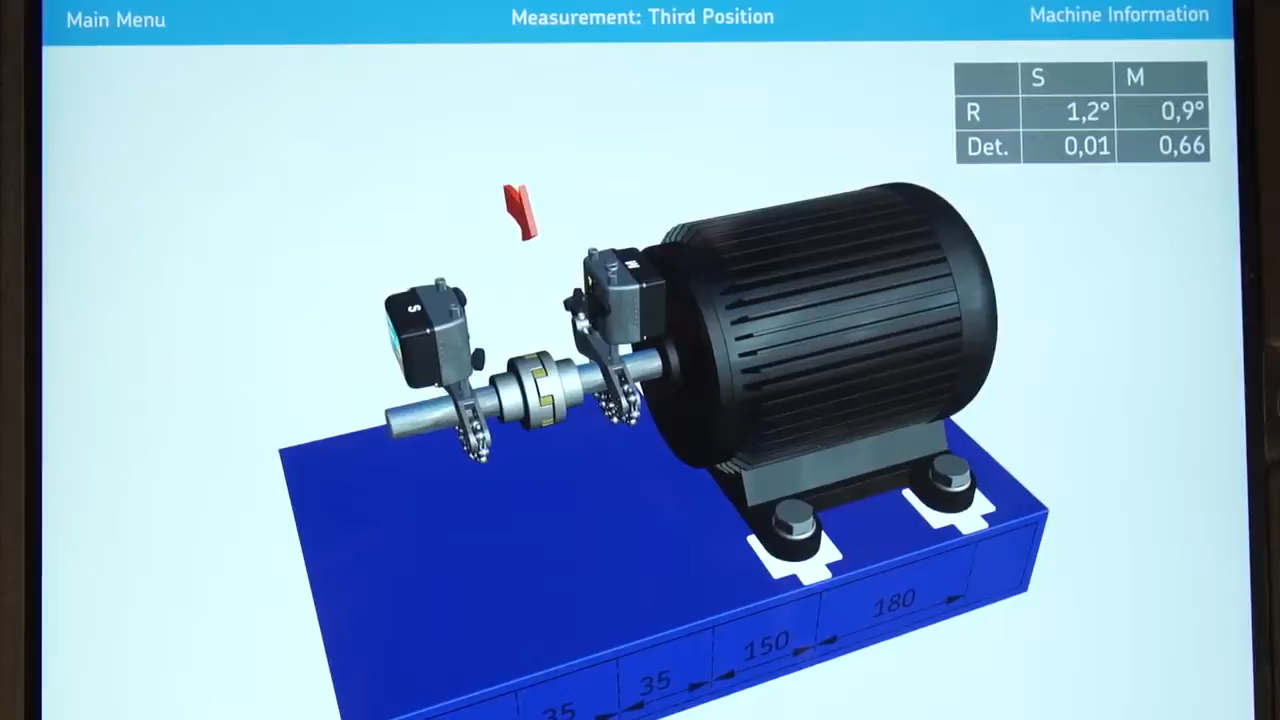 Main Menu
Measurement: Third Position
Machine Information
S M
R 1,2° 0,9°
Det. 0,01 0,66
M
S
180
150
35
35